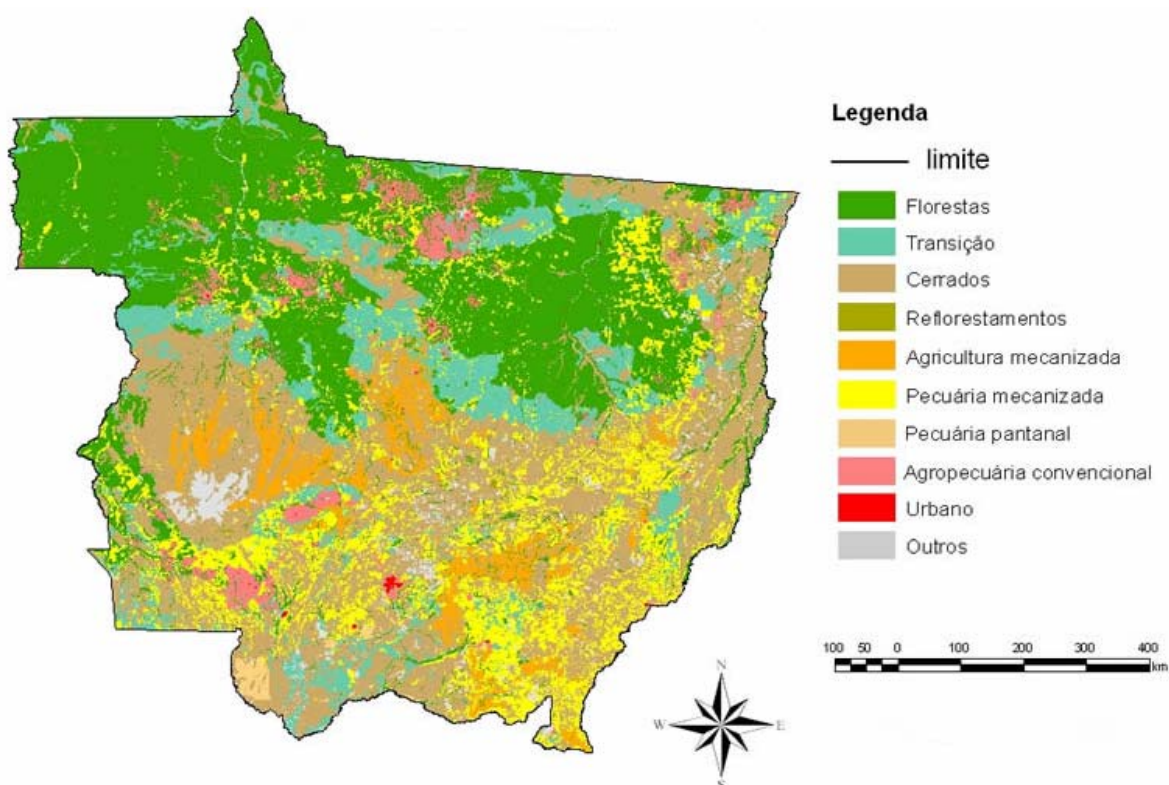 Legenda
limite
Florestas
Transição
Cerrados
Reflorestamentos
Agricultura mecanizada
Pecuária mecanizada
Pecuária pantanal
Agropecuária convencional
Urbano
Outros
100 50 0 100 200 300 400
km
N
W E
S